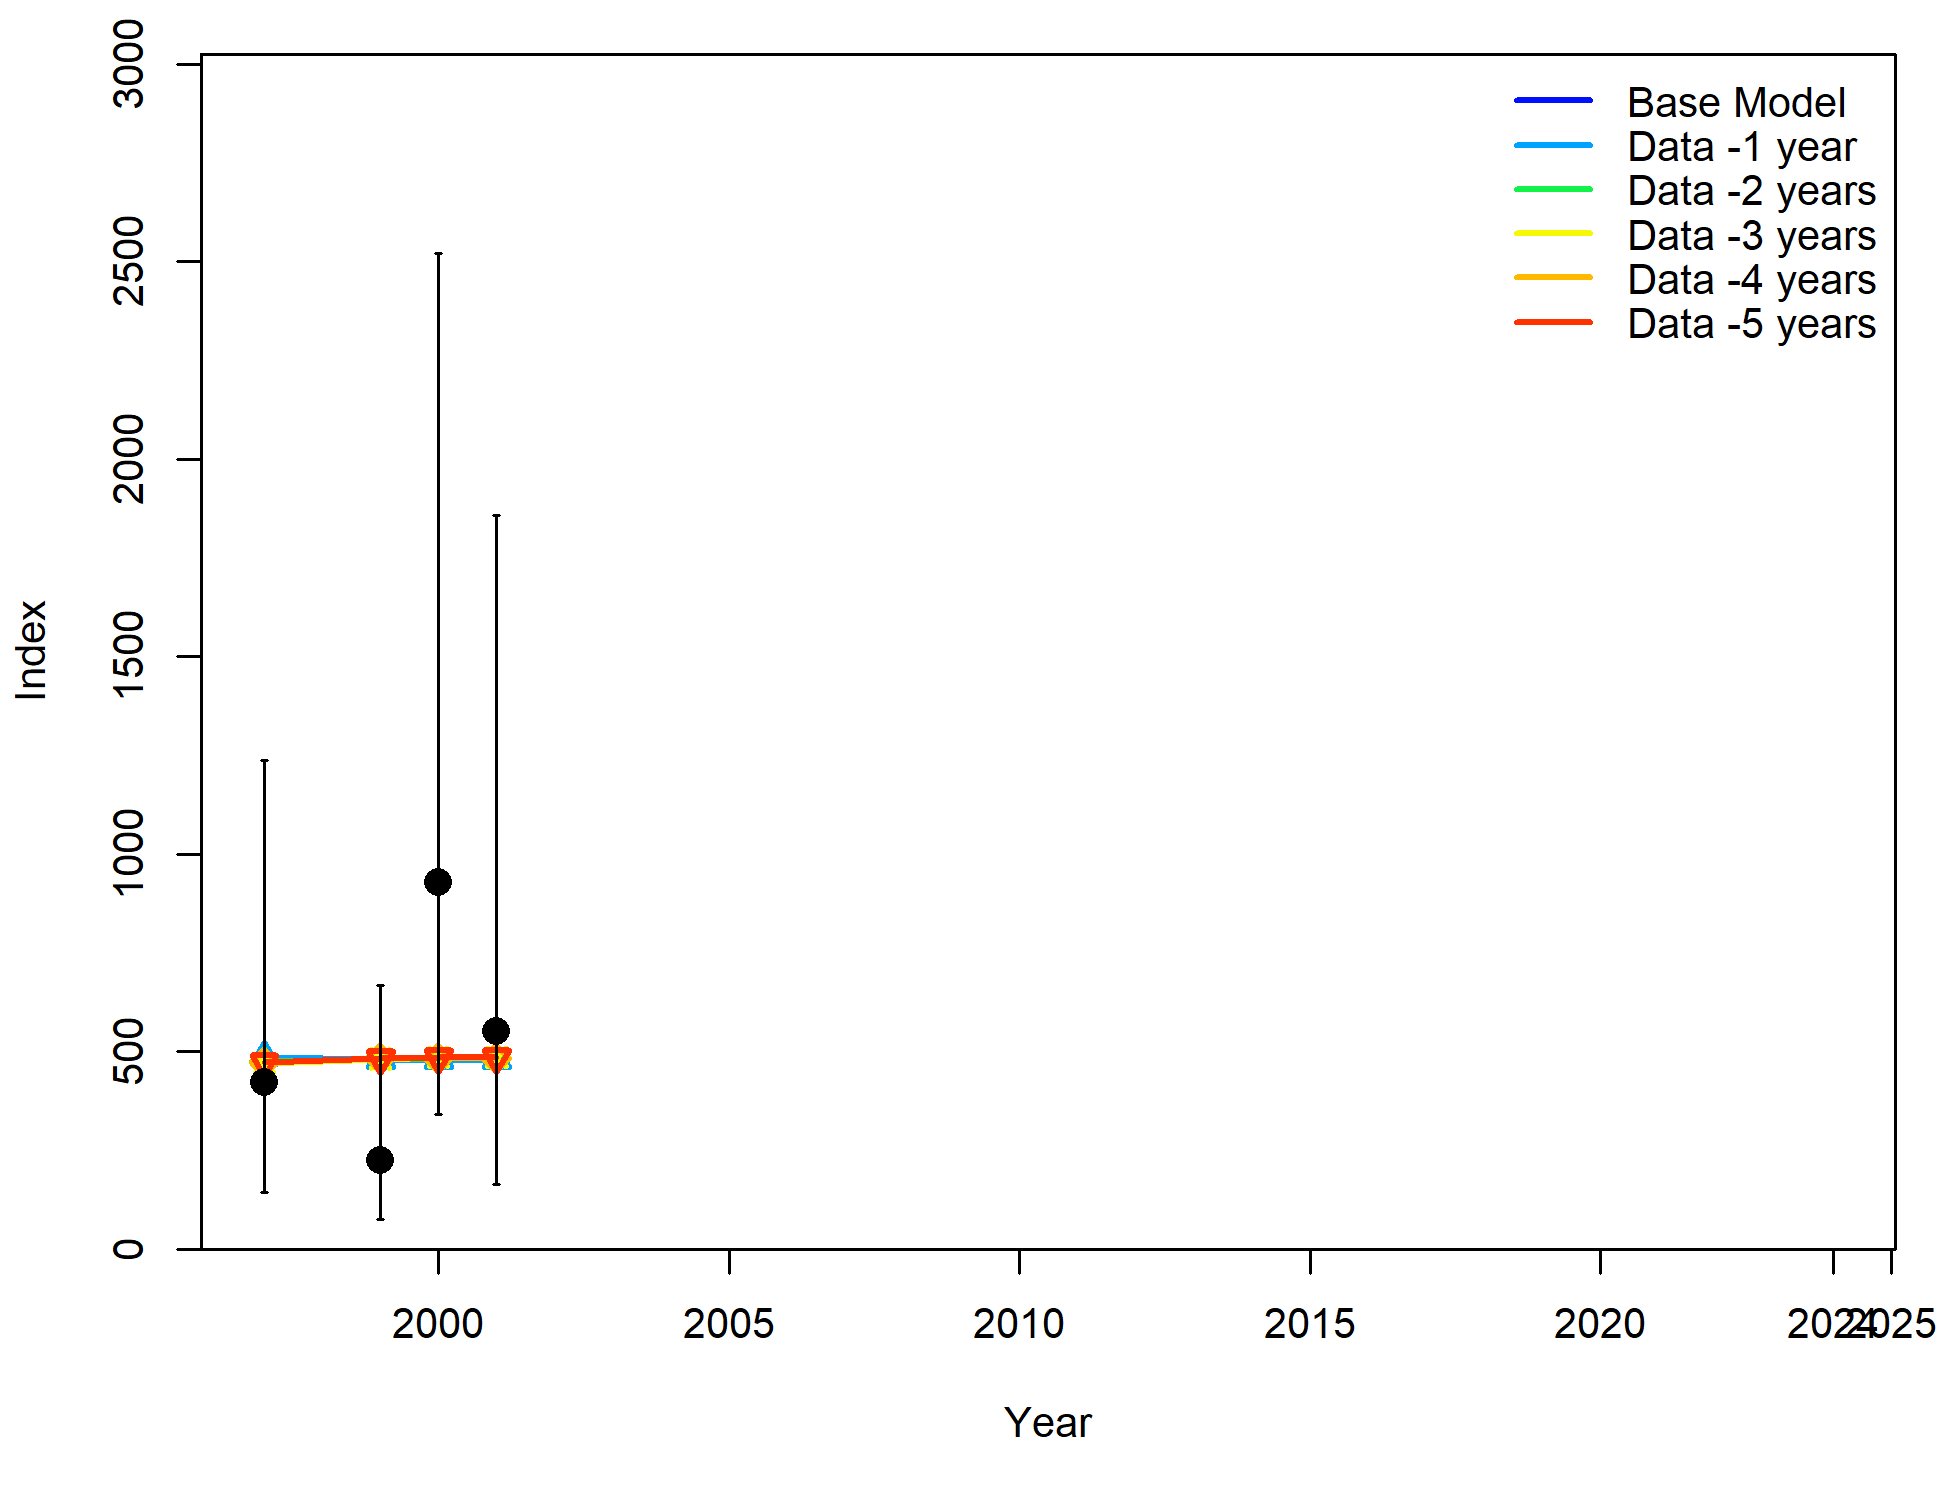 3000
2500
2000
1500
1000
500
0
Index
Base Model
Data -1 year
Data -2 years
Data -3 years
Data -4 years
Data -5 years
2000 2005 2010 2015 2020 2024 2025
Year